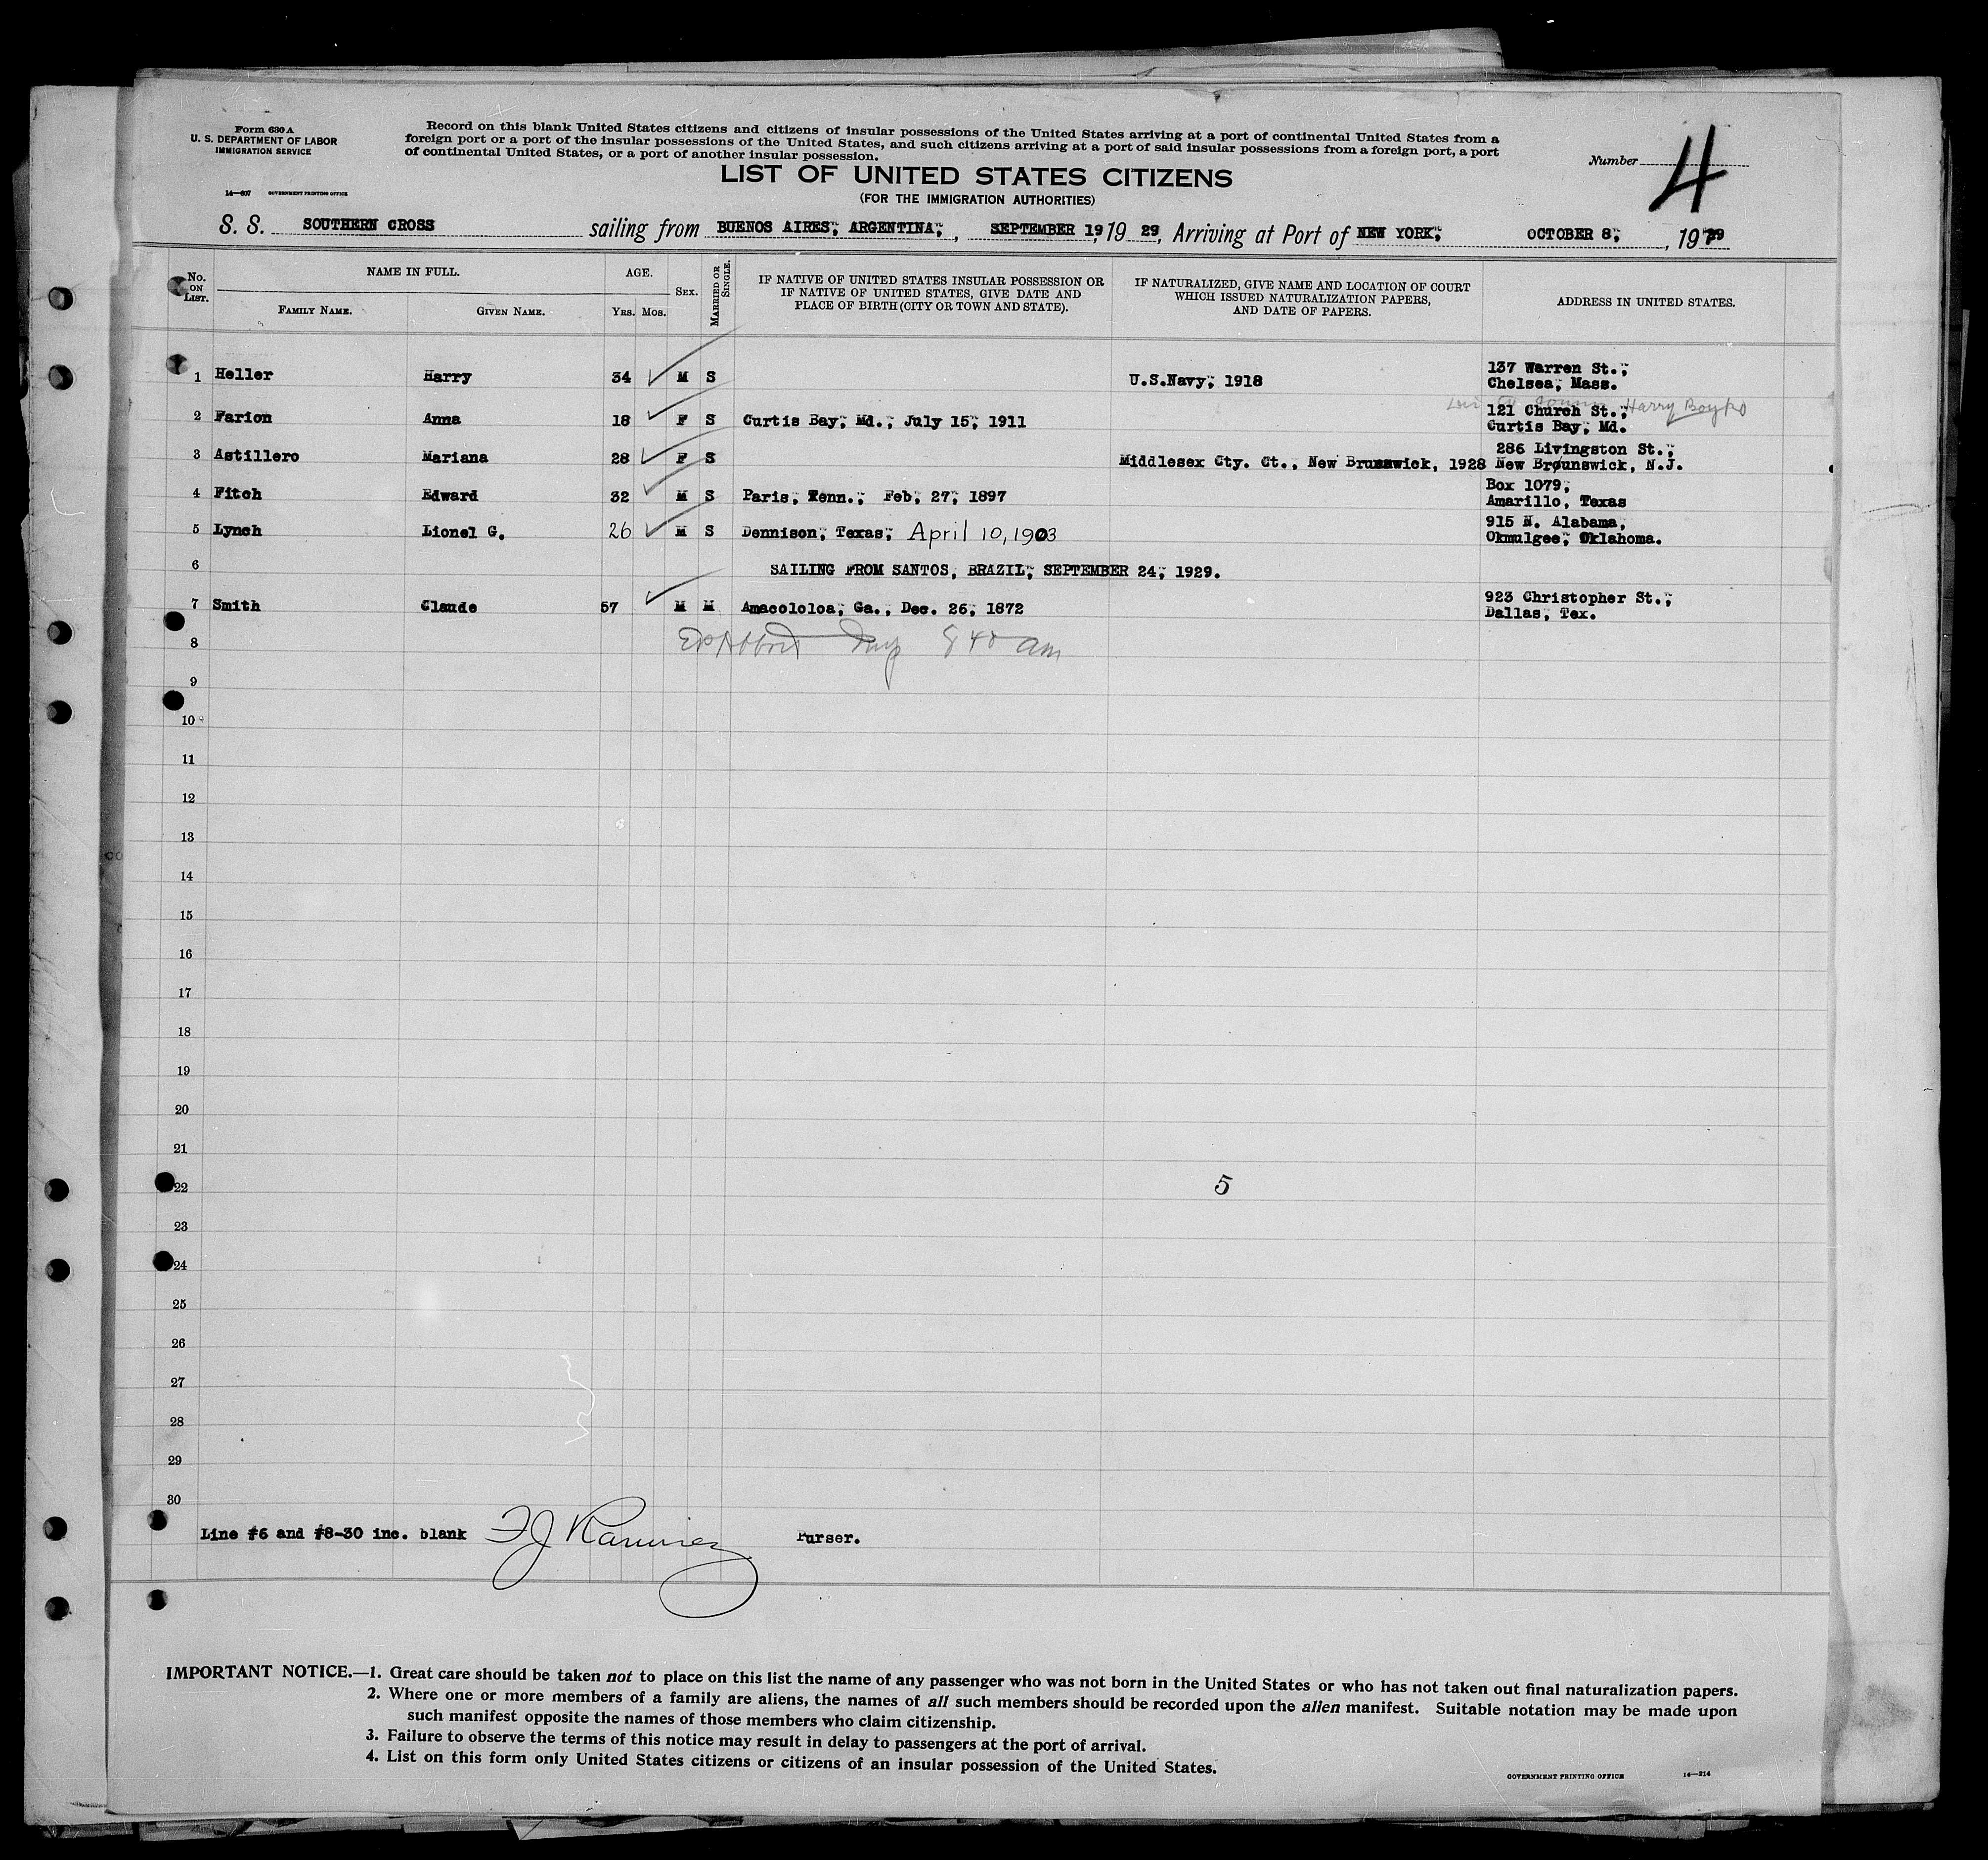 Form 630 A
U. S. DEPARTMENT OF LABOR
IMMIGRATION SERVICE
14—607 GOVERNMENT PRINTING OFFICE
Record on this blank United States citizens and citizens of insular possessions of the United States arriving at a port of continental United States from a
foreign port or a port of the insular possessions of the United States, and such citizens arriving at a port of said insular possessions from a foreign port, a port
of continental United States, or a port of another insular possession.
Number 4
LIST OF UNITED STATES CITIZENS
(FOR THE IMMIGRATION AUTHORITIES)
S. S. SOUTHERN CROSS sailing from BUENOS AIRES, ARGENTINA, , SEPTEMBER 19, 19 29, Arriving at Port of NEW YORK, OCTOBER 8, , 1929
No. ON LIST. NAME IN FULL. AGE. SEX. MARRIED OR SINGLE. IF NATIVE OF UNITED STATES INSULAR POSSESSION OR IF NATIVE OF UNITED STATES, GIVE DATE AND PLACE OF BIRTH (CITY OR TOWN AND STATE). IF NATURALIZED, GIVE NAME AND LOCATION OF COURT WHICH ISSUED NATURALIZATION PAPERS, AND DATE OF PAPERS. ADDRESS IN UNITED STATES.
FAMILY NAME. GIVEN NAME. YRS. MOS.
1 Heller Harry 34 M S U.S.Navy, 1918 137 Warren St.,
Chelsea, Mass.
Harry Boyko
2 Farion Anna 18 F S Curtis Bay, Md., July 15, 1911 121 Church St.,
Curtis Bay, Md.
3 Astillero Mariana 28 F S Middlesex Cty. Ct., New Brunswick, 1928 286 Livingston St.,
New Brounswick, N.J.
4 Fitch Edward 32 M S Paris, Tenn., Feb, 27, 1897 Box 1079,
Amarillo, Texas
5 Lynch Lionel G. 26 M S Dennison, Texas, April 10, 1903 915 N. Alabama,
Okmulgee, Oklahoma.
6 SAILING FROM SANTOS, BRAZIL, SEPTEMBER 24, 1929.
7 Smith Claude 57 M M Amacololoa, Ga., Dec. 26, 1872 923 Christopher St.,
Dallas, Tex.
8 840 am
9
10
11
12
13
14
15
16
17
18
19
20
21
22 5
23
24
25
26
27
28
29
30
Line #6 and #8-30 inc. blank F J Ramirez Purser.
IMPORTANT NOTICE.—1. Great care should be taken not to place on this list the name of any passenger who was not born in the United States or who has not taken out final naturalization papers.
2. Where one or more members of a family are aliens, the names of all such members should be recorded upon the alien manifest. Suitable notation may be made upon
such manifest opposite the names of those members who claim citizenship.
3. Failure to observe the terms of this notice may result in delay to passengers at the port of arrival.
4. List on this form only United States citizens or citizens of an insular possession of the United States.
GOVERNMENT PRINTING OFFICE 14—214